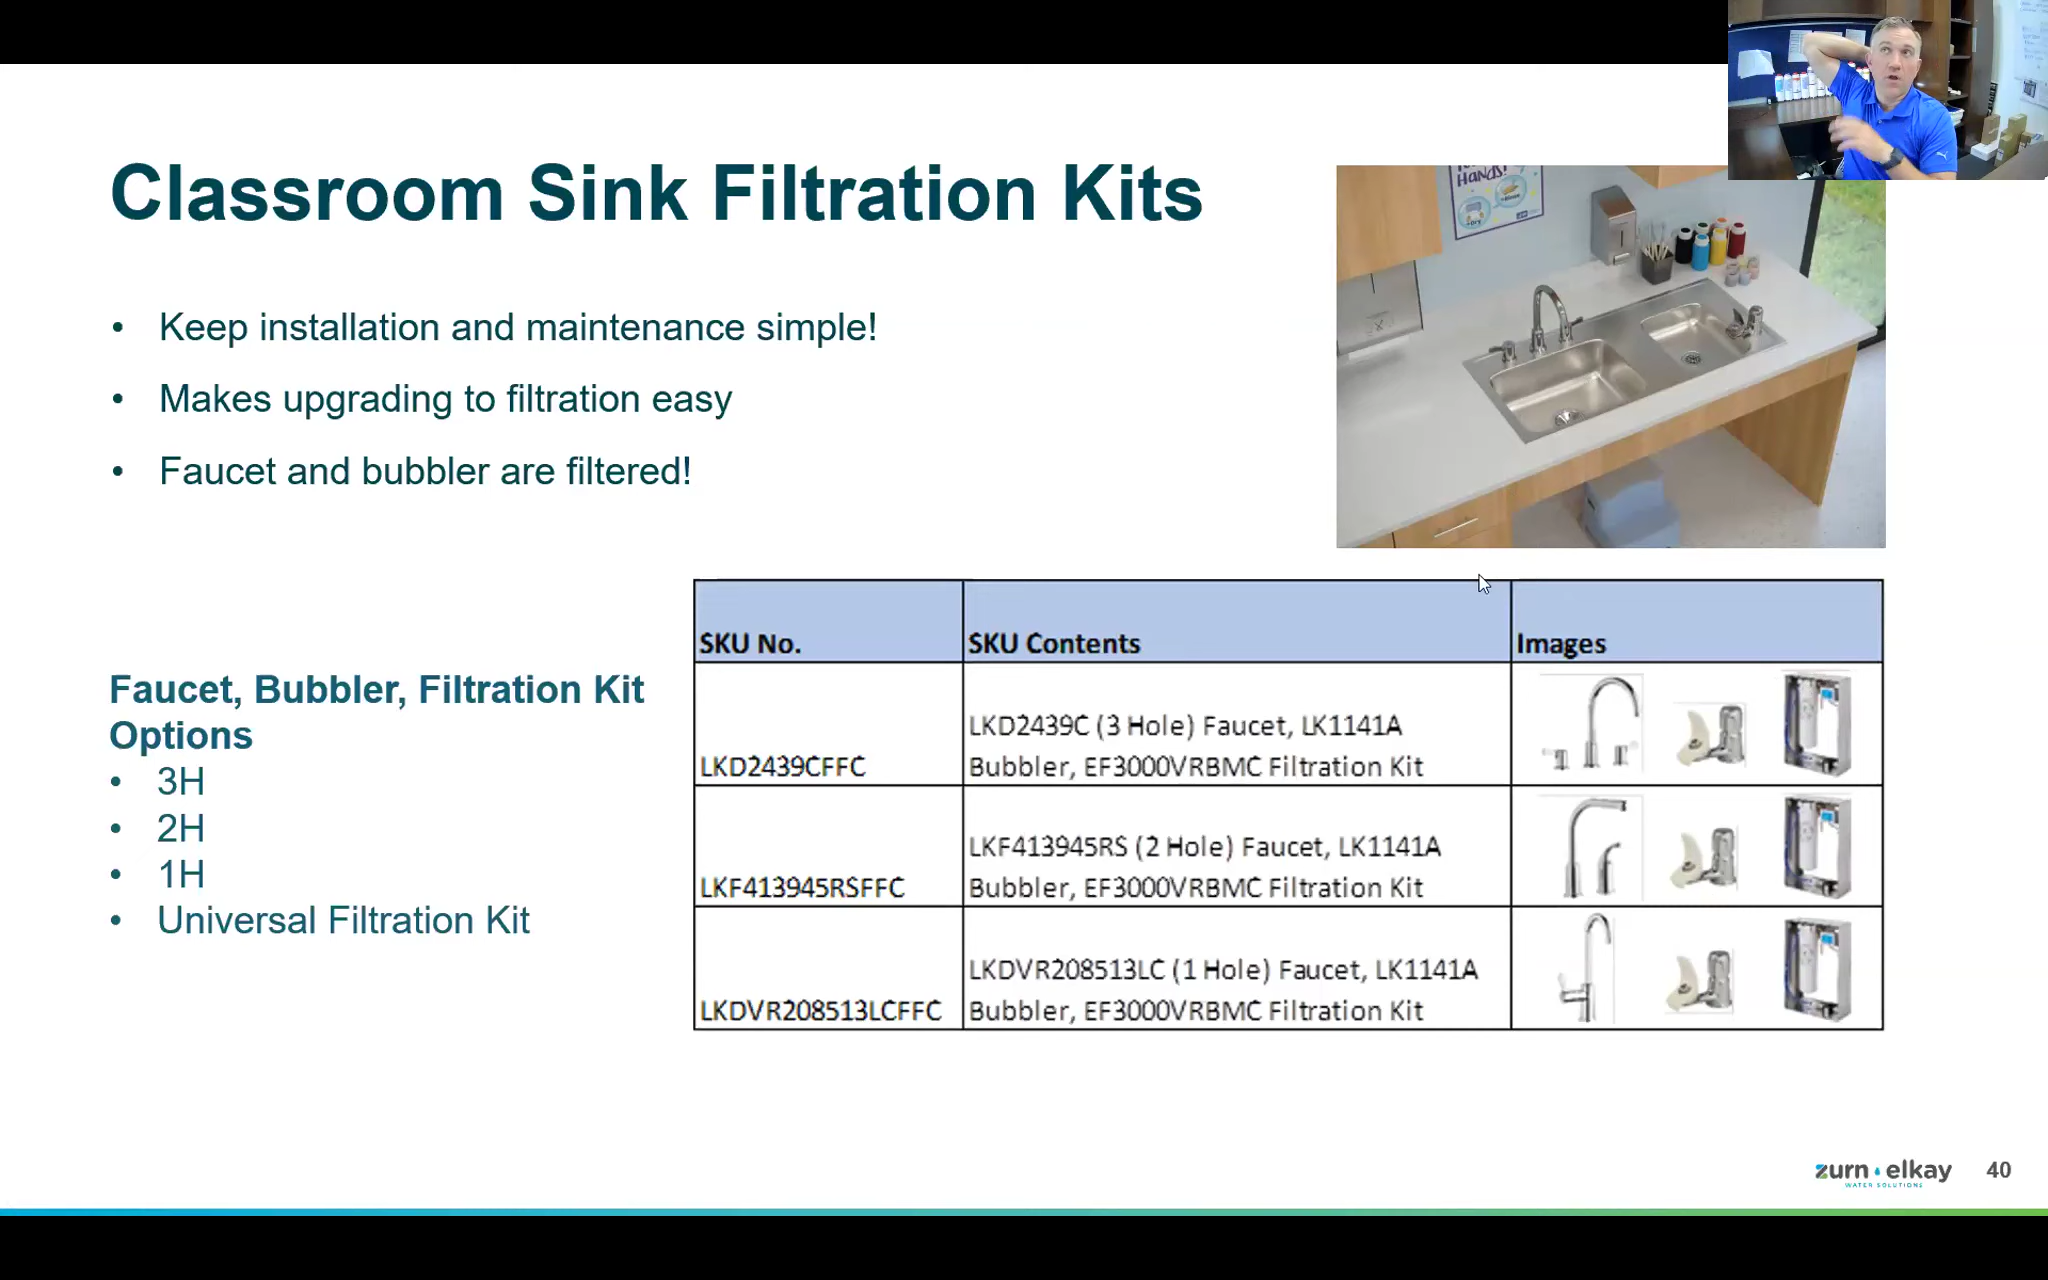 Classroom Sink Filtration Kits
• Keep installation and maintenance simple!
• Makes upgrading to filtration easy
• Faucet and bubbler are filtered!
Hands!
Faucet, Bubbler, Filtration Kit
Options
• 3H
• 2H
• 1H
• Universal Filtration Kit
SKU No. SKU Contents Images
LKD2439CFFC LKD2439C (3 Hole) Faucet, LK1141A
Bubbler, EF3000VRBMC Filtration Kit
LKF413945RSFFC LKF413945RS (2 Hole) Faucet, LK1141A
Bubbler, EF3000VRBMC Filtration Kit
LKDVR208513LCFFC LKDVR208513LC (1 Hole) Faucet, LK1141A
Bubbler, EF3000VRBMC Filtration Kit
zurn elkay
WATER SOLUTIONS
40